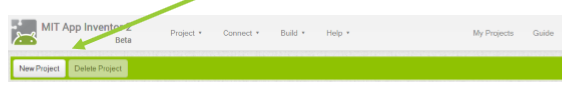 MIT App Inventor 2
Beta
Project Connect Build Help My Projects Guide
New Project Delete Project